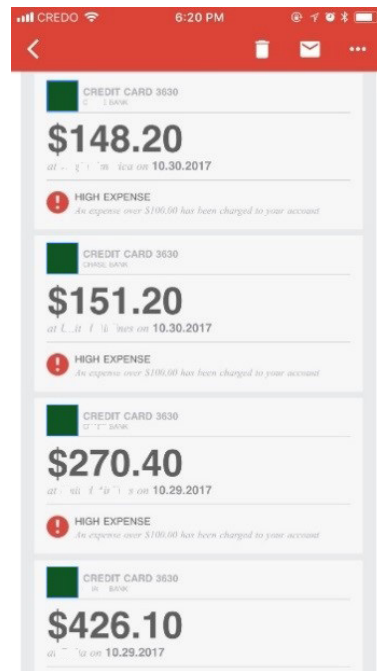 CREDO 6:20 PM
CREDIT CARD 3630
BANK
$148.20
at on 10.30.2017
HIGH EXPENSE
An expense over $100.00 has been charged to your account
CREDIT CARD 3630
CHASE BANK
$151.20
at on 10.30.2017
HIGH EXPENSE
An expense over $100.00 has been charged to your account
CREDIT CARD 3630
BANK
$270.40
at on 10.29.2017
HIGH EXPENSE
An expense over $100.00 has been charged to your account
CREDIT CARD 3630
BANK
$426.10
on 10.29.2017